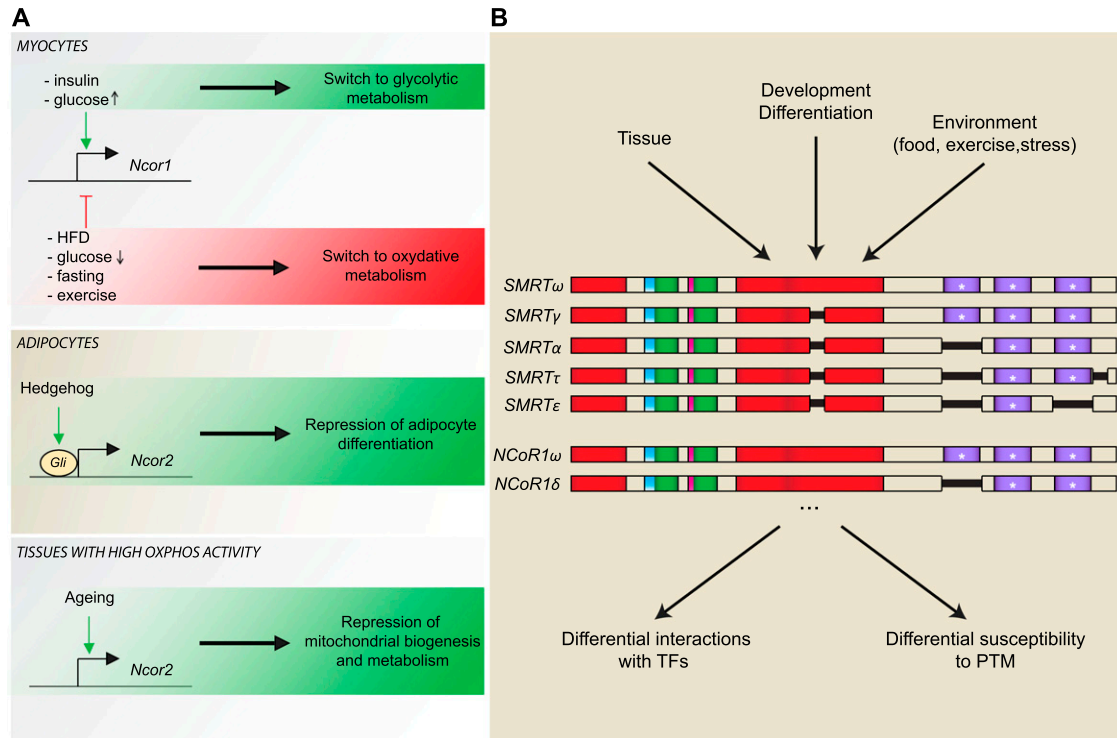 A
MYOCYTES
- insulin
- glucose↑
Switch to glycolytic
metabolism
Ncor1
- HFD
- glucose↓
- fasting
- exercise
Switch to oxydative
metabolism
ADIPOCYTES
Hedgehog
Gli
Ncor2
Repression of adipocyte
differentiation
TISSUES WITH HIGH OXPHOS ACTIVITY
Ageing
Ncor2
Repression of
mitochondrial biogenesis
and metabolism
B
Tissue
Development
Differentiation
Environment
(food, exercise,stress)
SMRTω
* * *
SMRTγ
* * *
SMRTα
* *
SMRTτ
* *
SMRTε
*
NCoR1ω
* * *
NCoR1δ
* *
...
Differential interactions
with TFs
Differential susceptibility
to PTM